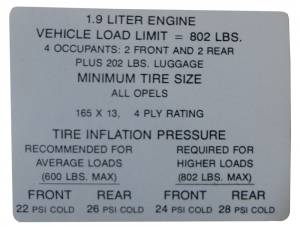 1.9 LITER ENGINE
VEHICLE LOAD LIMIT = 802 LBS.
4 OCCUPANTS: 2 FRONT AND 2 REAR
PLUS 202 LBS. LUGGAGE
MINIMUM TIRE SIZE
ALL OPELS
165 X 13, 4 PLY RATING
TIRE INFLATION PRESSURE
RECOMMENDED FOR REQUIRED FOR
AVERAGE LOADS HIGHER LOADS
(600 LBS. MAX) (802 LBS. MAX)
FRONT REAR FRONT REAR
22 PSI COLD 26 PSI COLD 24 PSI COLD 28 PSI COLD